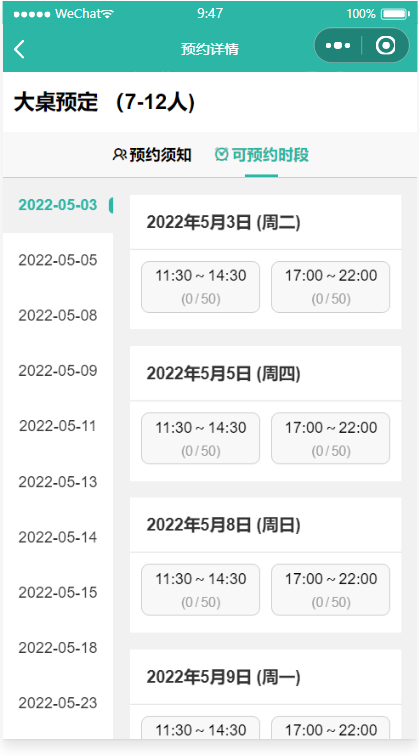 WeChat 9:47 100%
预约详情
大桌预定 (7-12人)
预约须知 可预约时段
2022-05-03
2022-05-05
2022-05-08
2022-05-09
2022-05-11
2022-05-13
2022-05-14
2022-05-15
2022-05-18
2022-05-23
2022年5月3日 (周二)
11:30 ~ 14:30 17:00 ~ 22:00
(0 / 50) (0 / 50)
2022年5月5日 (周四)
11:30 ~ 14:30 17:00 ~ 22:00
(0 / 50) (0 / 50)
2022年5月8日 (周日)
11:30 ~ 14:30 17:00 ~ 22:00
(0 / 50) (0 / 50)
2022年5月9日 (周一)
11:30 ~ 14:30 17:00 ~ 22:00